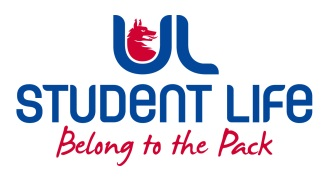 UL
STUDENT LIFE
Belong to the Pack